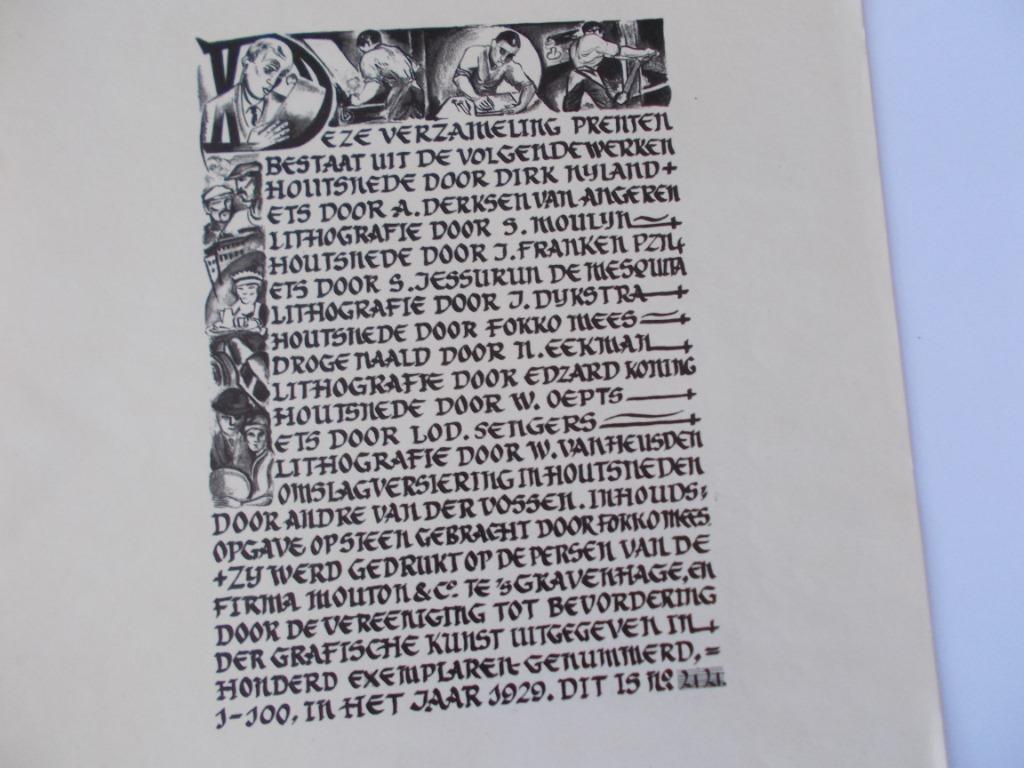 DEZE VERZAMELING PRENTEN
BESTAAT UIT DE VOLGENDE WERKEN
HOUTSNEDE DOOR DIRK NYLAND+
ETS DOOR A. DERKSEN VAN ANGEREN
LITHOGRAFIE DOOR S. MOULYN
HOUTSNEDE DOOR J. FRANKEN PZN+
ETS DOOR S. JESSURUN DE MESQUITA
LITHOGRAFIE DOOR J. DYKSTRA
HOUTSNEDE DOOR FOKKO MEES
DROGE NAALD DOOR N. EEKMAN
LITHOGRAFIE DOOR EDZARD KONING
HOUTSNEDE DOOR W. OEPTS
ETS DOOR LOD. SENGERS
LITHOGRAFIE DOOR W. VAN HEUSDEN
OMSLAGVERSIERING IN HOUTSNEDEN
DOOR ANDRE VAN DER VOSSEN. INHOUDS=
OPGAVE OP STEEN GEBRACHT DOOR FOKKO MEES.
+ZY WERD GEDRUKT OP DE PERSEN VAN DE
FIRMA MOUTON & Co. TE 'SGRAVENHAGE, EN
DOOR DE VEREENIGING TOT BEVORDERING
DER GRAFISCHE KUNST UITGEGEVEN IN+
HONDERD EXEMPLAREN GENUMMERD, =
1-100, IN HET JAAR 1929. DIT IS No.